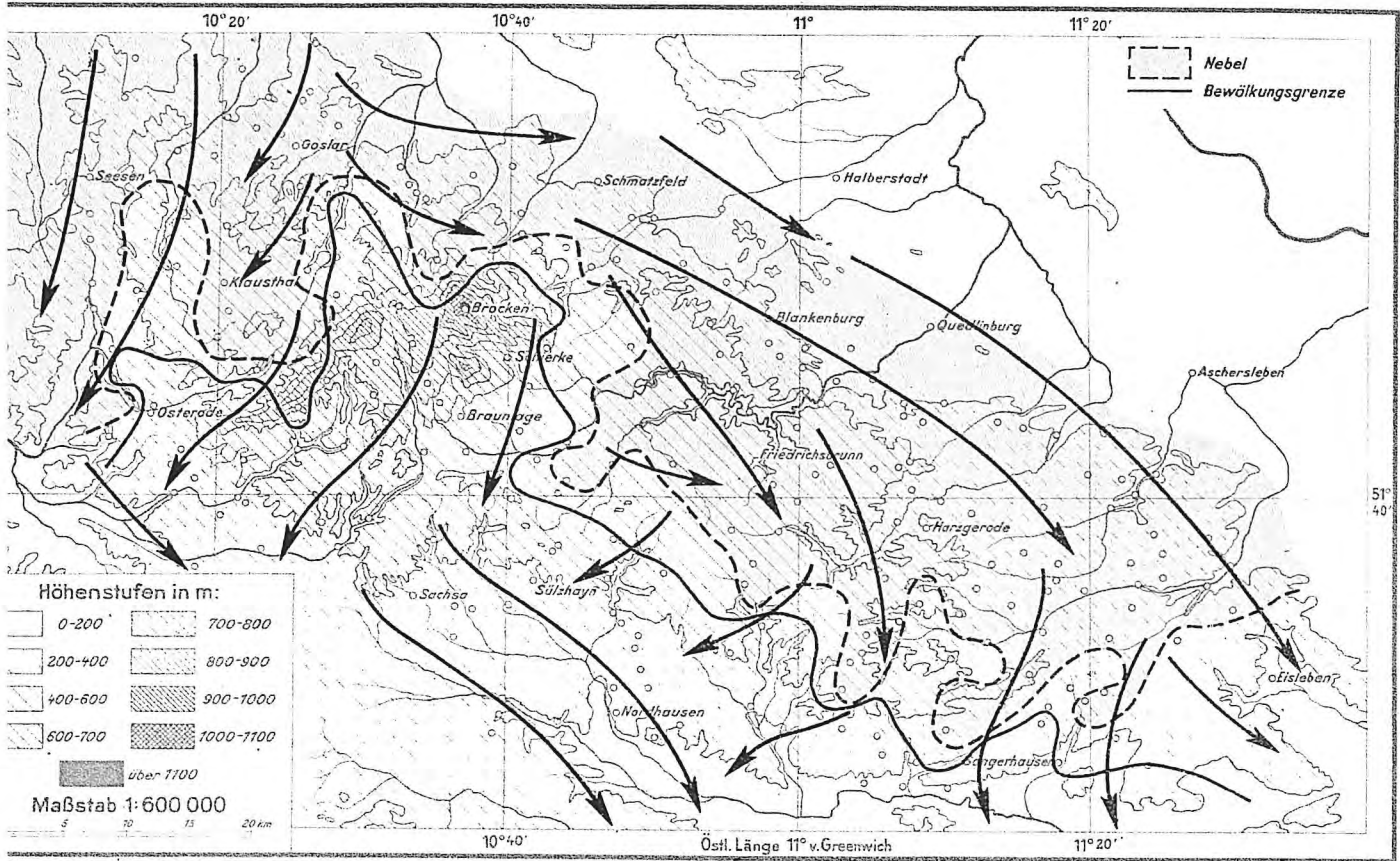 10°20' 10°40' 11° 11°20'
Nebel
Bewölkungsgrenze
Goslar
Seesen
Schmatzfeld
Halberstadt
Klausthal
Brocken
Blankenburg
Quedlinburg
Schierke
Aschersleben
Osterode
Braunlage
Friedrichsbrunn
51°
40'
Harzgerode
Sachsa
Sülzhayn
Eisleben
Nordhausen
Sangerhausen
Höhenstufen in m:
0-200 700-800
200-400 800-900
400-600 900-1000
600-700 1000-1100
über 1100
Maßstab 1:600 000
5 10 15 20 km
10°40' Östl. Länge 11° v. Greenwich 11°20'